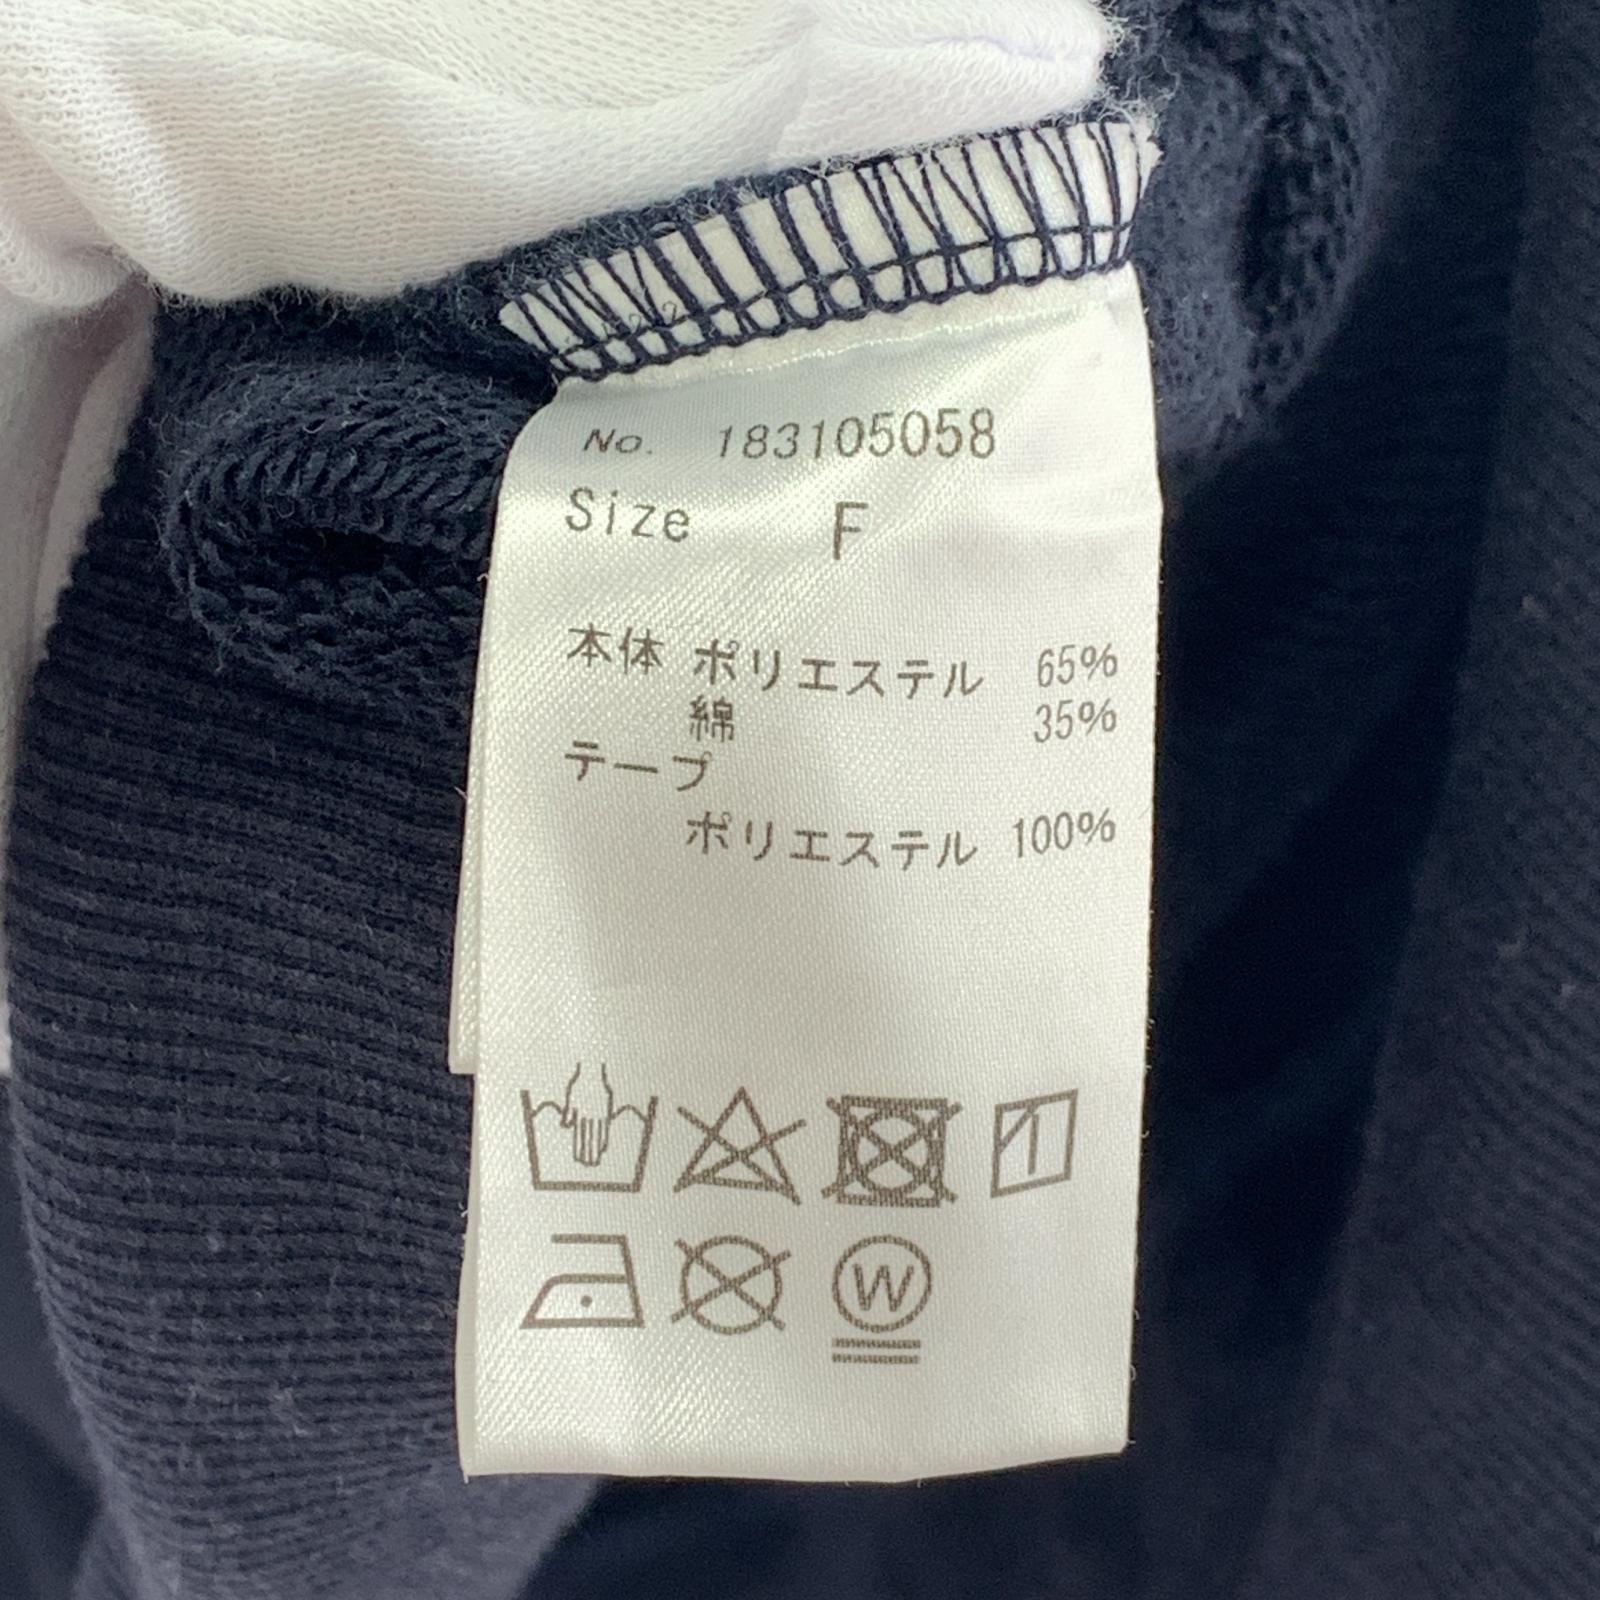 No. 183105058
Size F
本体 ポリエステル 65%
綿 35%
テープ
ポリエステル 100%
W